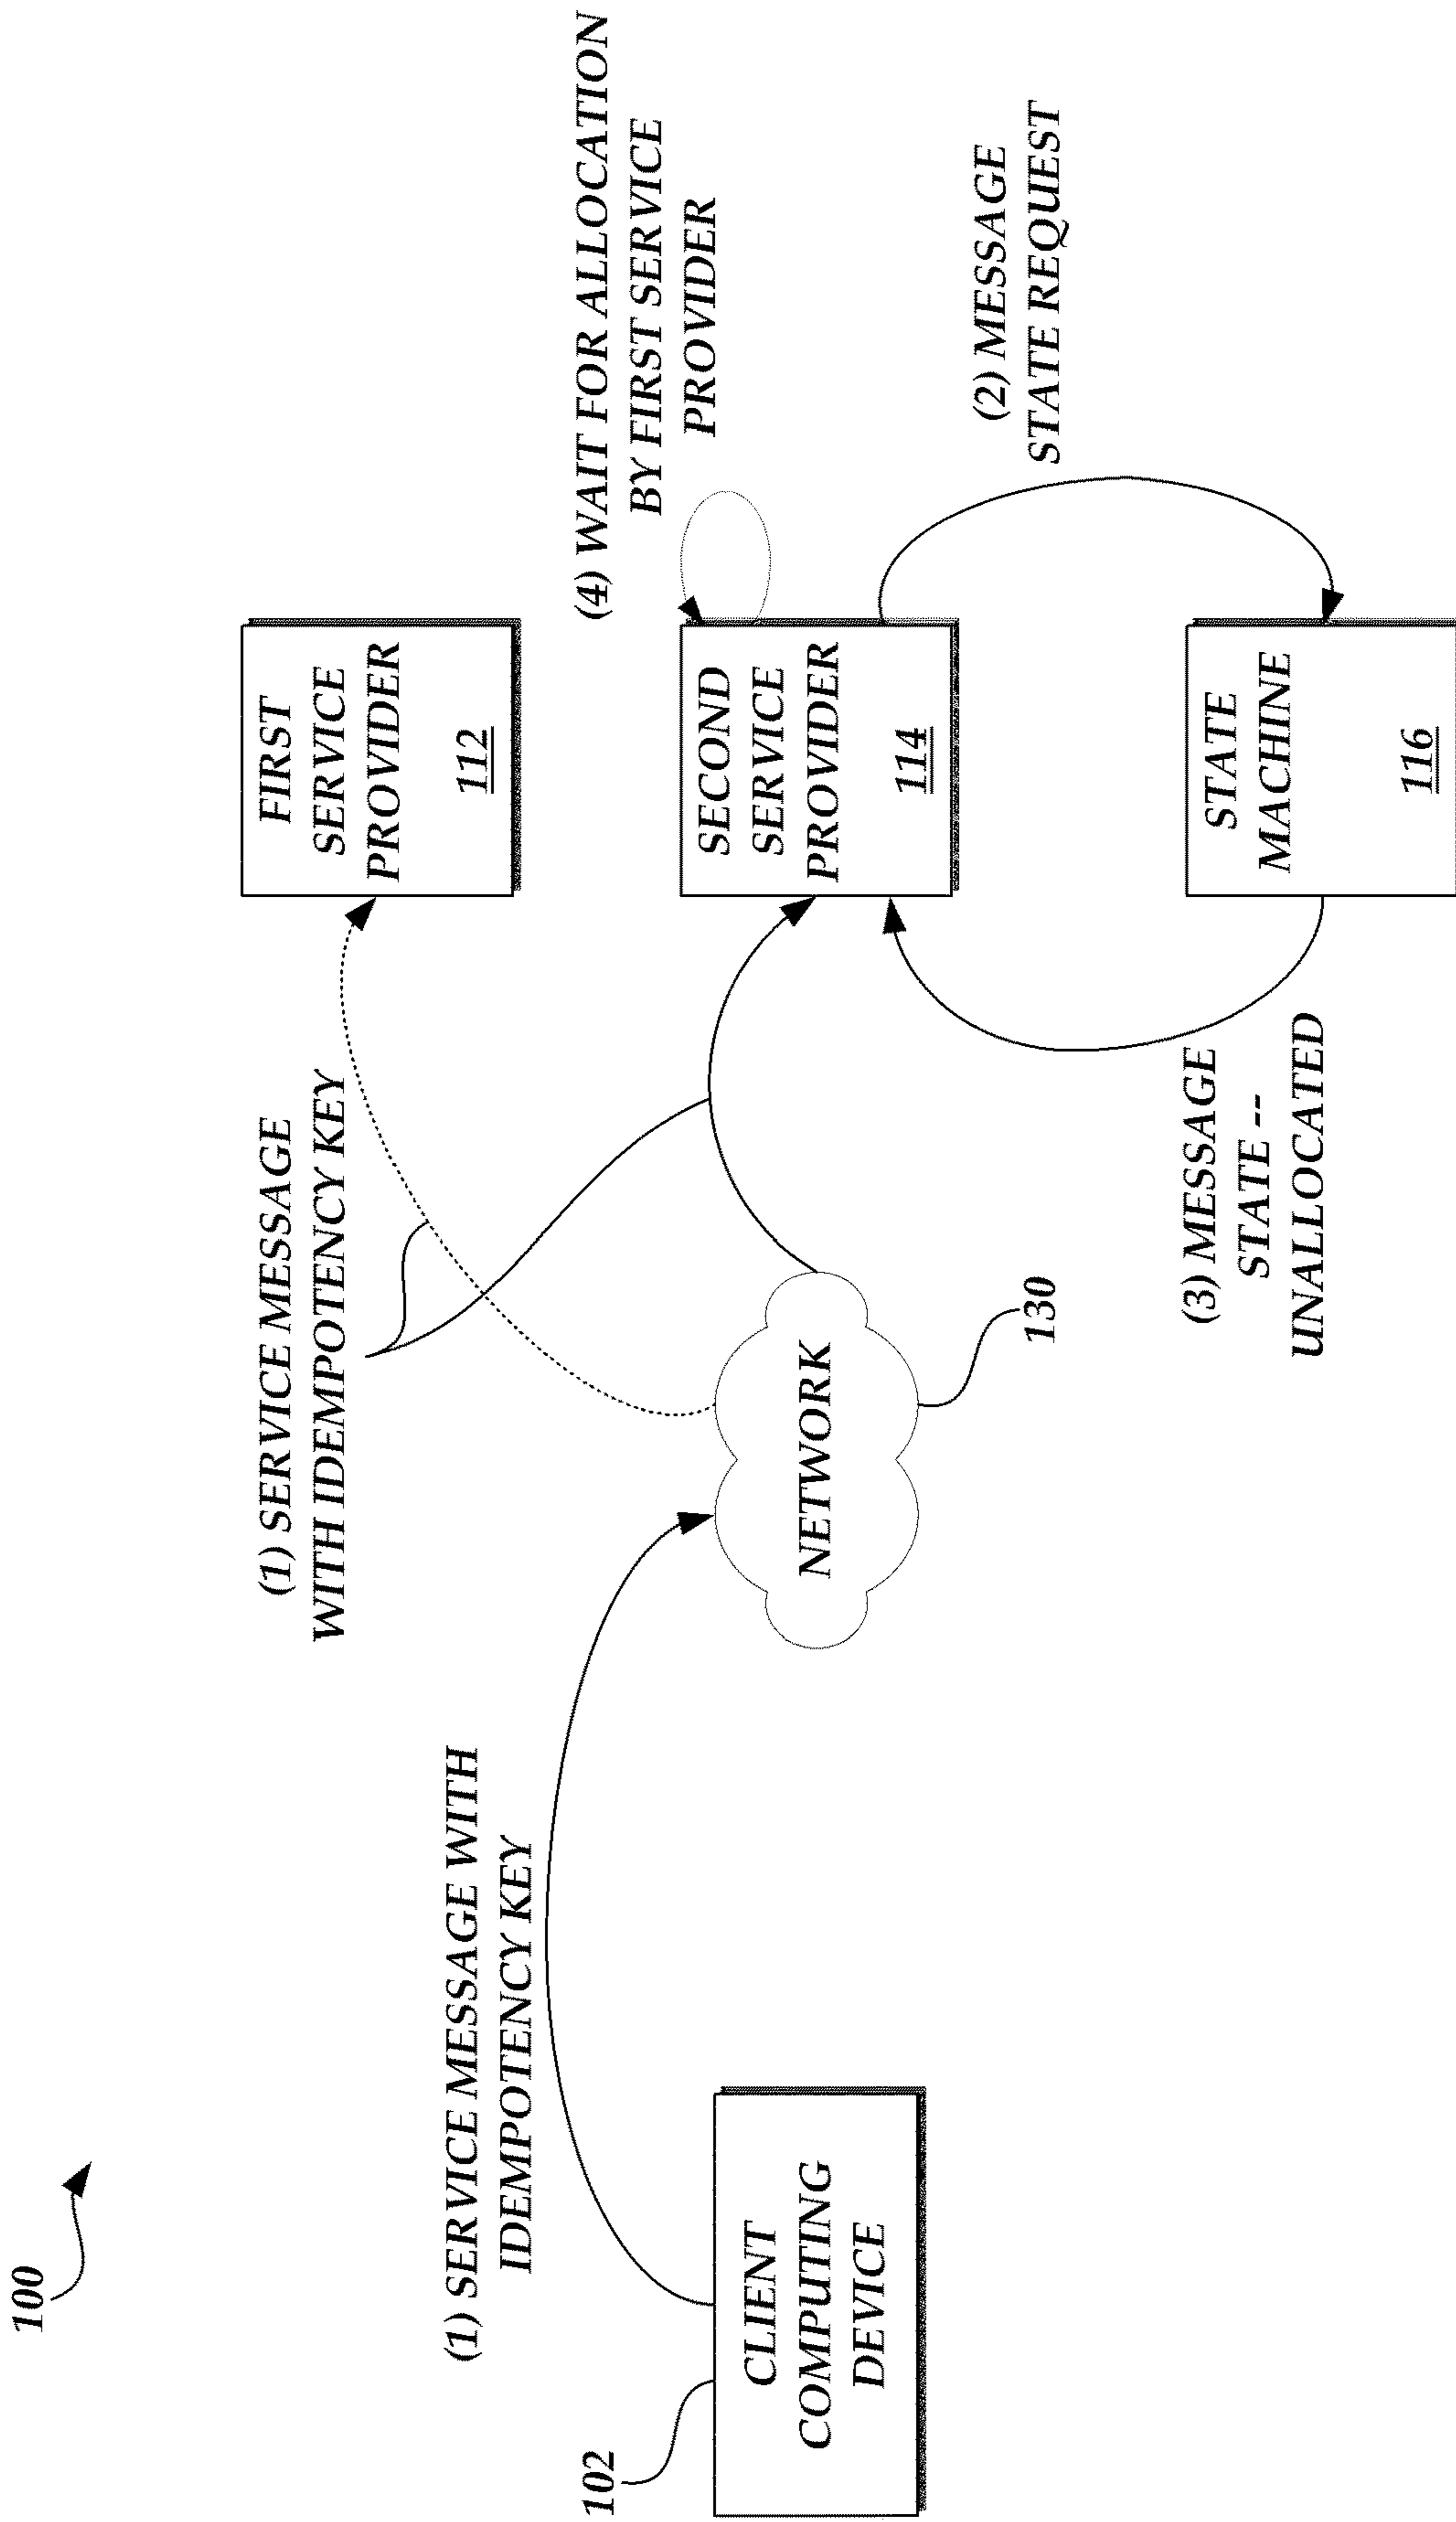 100
102
CLIENT
COMPUTING
DEVICE
(1) SERVICE MESSAGE WITH
IDEMPOTENCY KEY
NETWORK
130
(1) SERVICE MESSAGE
WITH IDEMPOTENCY KEY
FIRST
SERVICE
PROVIDER
112
SECOND
SERVICE
PROVIDER
114
(4) WAIT FOR ALLOCATION
BY FIRST SERVICE
PROVIDER
(2) MESSAGE
STATE REQUEST
(3) MESSAGE
STATE --
UNALLOCATED
STATE
MACHINE
116